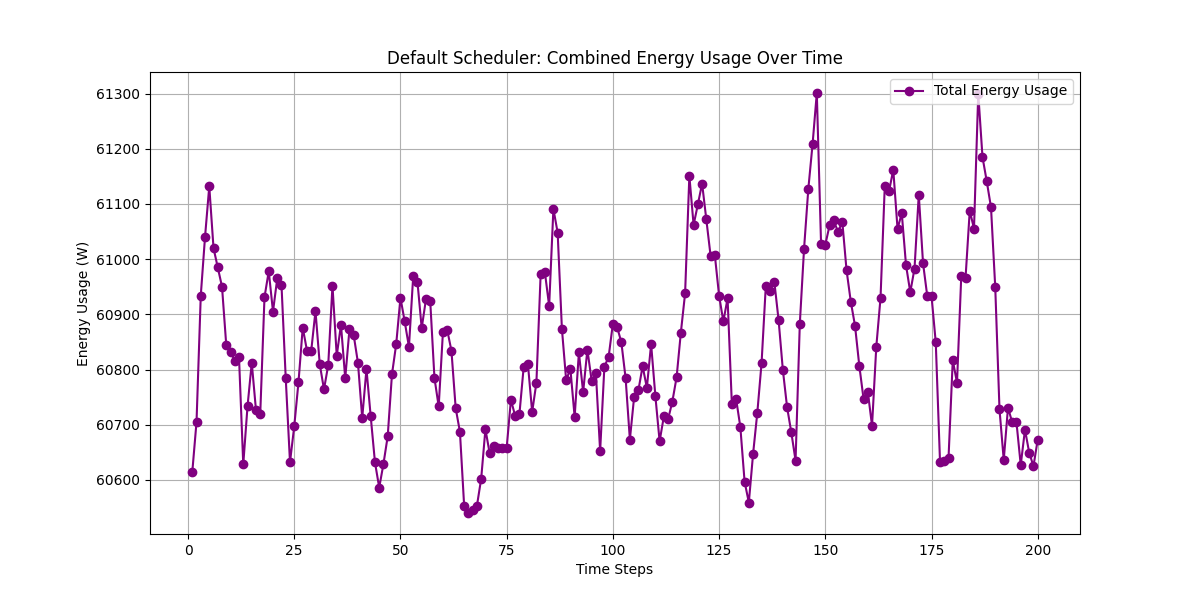 Default Scheduler: Combined Energy Usage Over Time
Total Energy Usage
Energy Usage (W)
61300
61200
61100
61000
60900
60800
60700
60600
0 25 50 75 100 125 150 175 200
Time Steps